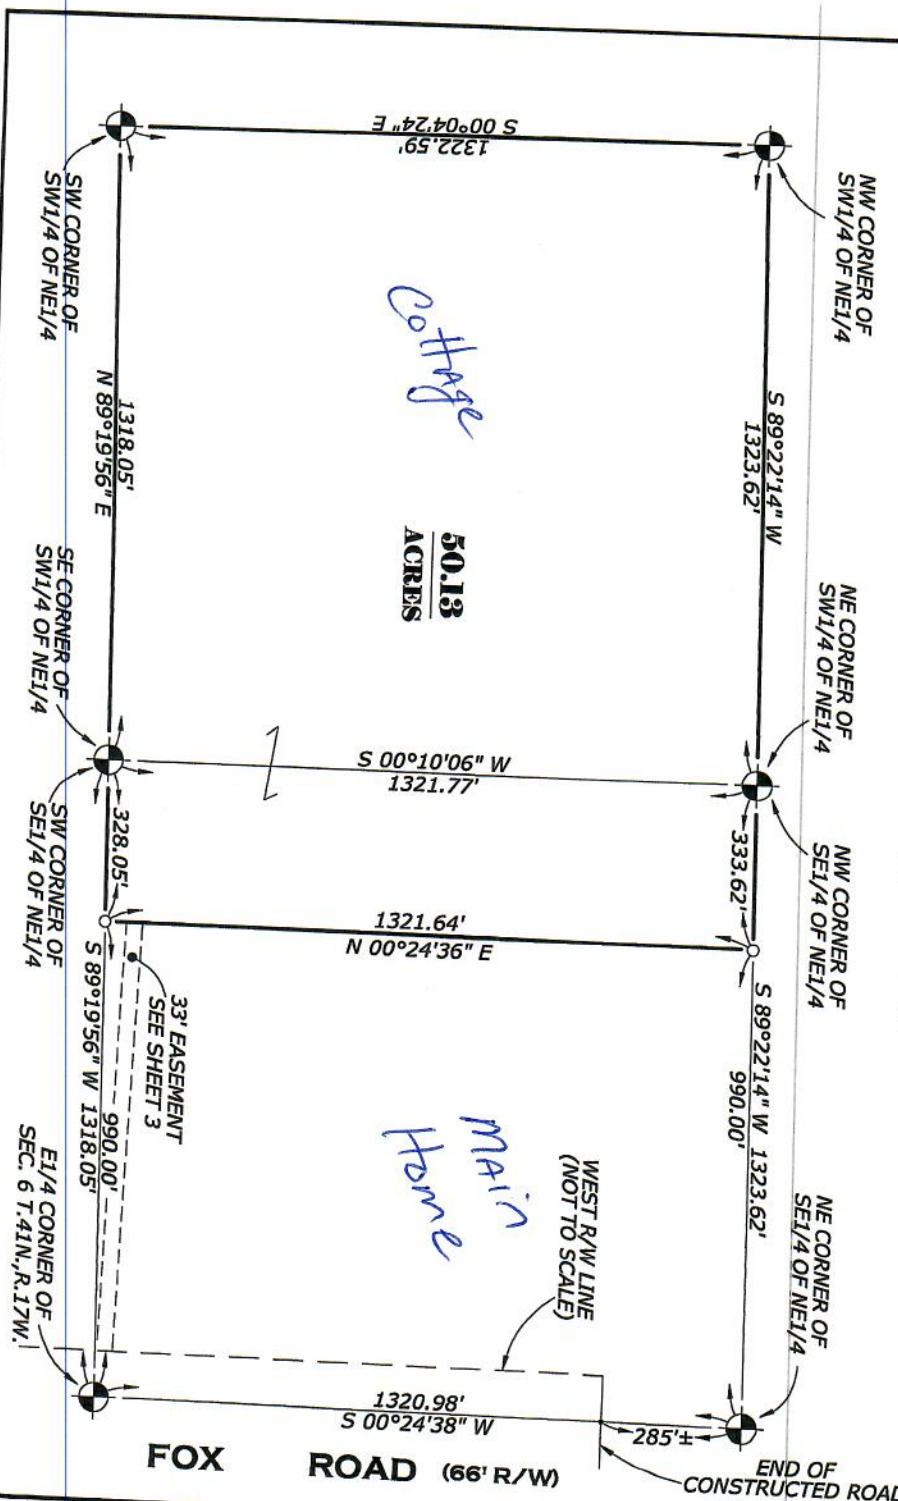 S 00°04'24" E
1322.59'
NW CORNER OF
SW1/4 OF NE1/4
SW CORNER OF
SW1/4 OF NE1/4
S 89°22'14" W
1323.62'
Cottage
1318.05'
N 89°19'56" E
50.13
ACRES
NE CORNER OF
SW1/4 OF NE1/4
SE CORNER OF
SW1/4 OF NE1/4
S 00°10'06" W
1321.77'
NW CORNER OF
SE1/4 OF NE1/4
SW CORNER OF
SE1/4 OF NE1/4
333.62'
328.05'
1321.64'
N 00°24'36" E
33' EASEMENT
SEE SHEET 3
S 89°22'14" W 1323.62'
990.00'
990.00'
S 89°19'56" W 1318.05'
Main
Home
WEST R/W LINE
(NOT TO SCALE)
NE CORNER OF
SE1/4 OF NE1/4
E1/4 CORNER OF
SEC. 6 T.41N.,R.17W.
1320.98'
S 00°24'38" W
285'±
FOX ROAD (66' R/W)
END OF
CONSTRUCTED ROAD